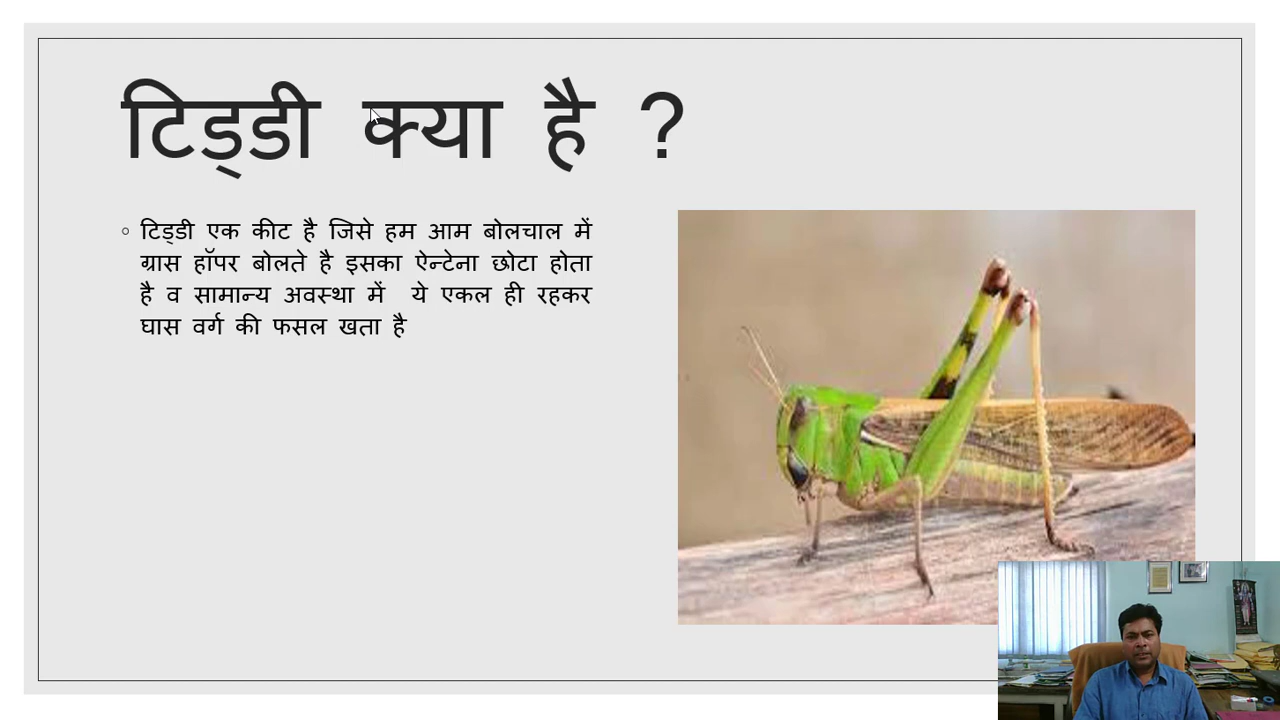 टिड्डी क्या है ?
◦ टिड्डी एक कीट है जिसे हम आम बोलचाल में
ग्रास हॉपर बोलते है इसका ऐन्टेना छोटा होता
है व सामान्य अवस्था में ये एकल ही रहकर
घास वर्ग की फसल खता है